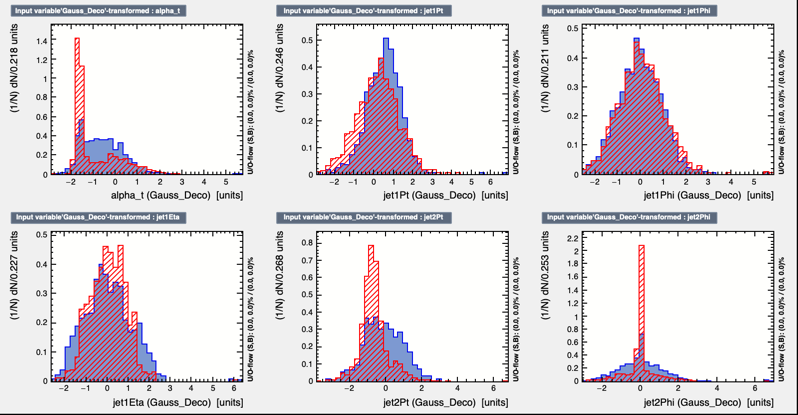 Input variable'Gauss_Deco'-transformed : alpha_t
(1/N) dN/0.218 units
1.4
1.2
1
0.8
0.6
0.4
0.2
0
−2 −1 0 1 2 3 4 5
alpha_t (Gauss_Deco) [units]
U/O-flow (S,B): (0.0, 0.0)% / (0.0, 0.0)%
Input variable'Gauss_Deco'-transformed : jet1Pt
(1/N) dN/0.246 units
0.5
0.4
0.3
0.2
0.1
0
−2 −1 0 1 2 3 4 5 6
jet1Pt (Gauss_Deco) [units]
U/O-flow (S,B): (0.0, 0.0)% / (0.0, 0.0)%
Input variable'Gauss_Deco'-transformed : jet1Phi
(1/N) dN/0.211 units
0.5
0.4
0.3
0.2
0.1
0
−2 −1 0 1 2 3 4 5
jet1Phi (Gauss_Deco) [units]
U/O-flow (S,B): (0.0, 0.0)% / (0.0, 0.0)%
Input variable'Gauss_Deco'-transformed : jet1Eta
(1/N) dN/0.227 units
0.5
0.4
0.3
0.2
0.1
0
−2 −1 0 1 2 3 4 5 6
jet1Eta (Gauss_Deco) [units]
U/O-flow (S,B): (0.0, 0.0)% / (0.0, 0.0)%
Input variable'Gauss_Deco'-transformed : jet2Pt
(1/N) dN/0.268 units
0.8
0.7
0.6
0.5
0.4
0.3
0.2
0.1
0
−2 0 2 4 6
jet2Pt (Gauss_Deco) [units]
U/O-flow (S,B): (0.0, 0.0)% / (0.0, 0.0)%
Input variable'Gauss_Deco'-transformed : jet2Phi
(1/N) dN/0.253 units
2.2
2
1.8
1.6
1.4
1.2
1
0.8
0.6
0.4
0.2
0
−2 0 2 4 6
jet2Phi (Gauss_Deco) [units]
U/O-flow (S,B): (0.0, 0.0)% / (0.0, 0.0)%